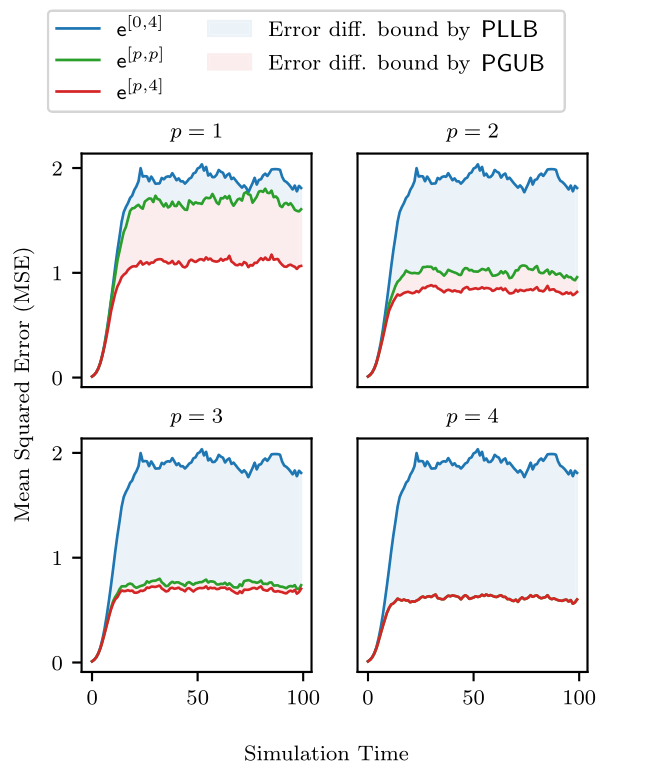 e^[0,4]
e^[p,p]
e^[p,4]
Error diff. bound by PLLB
Error diff. bound by PGUB
p = 1
p = 2
2
1
0
p = 3
p = 4
2
1
0
0 50 100
0 50 100
Mean Squared Error (MSE)
Simulation Time